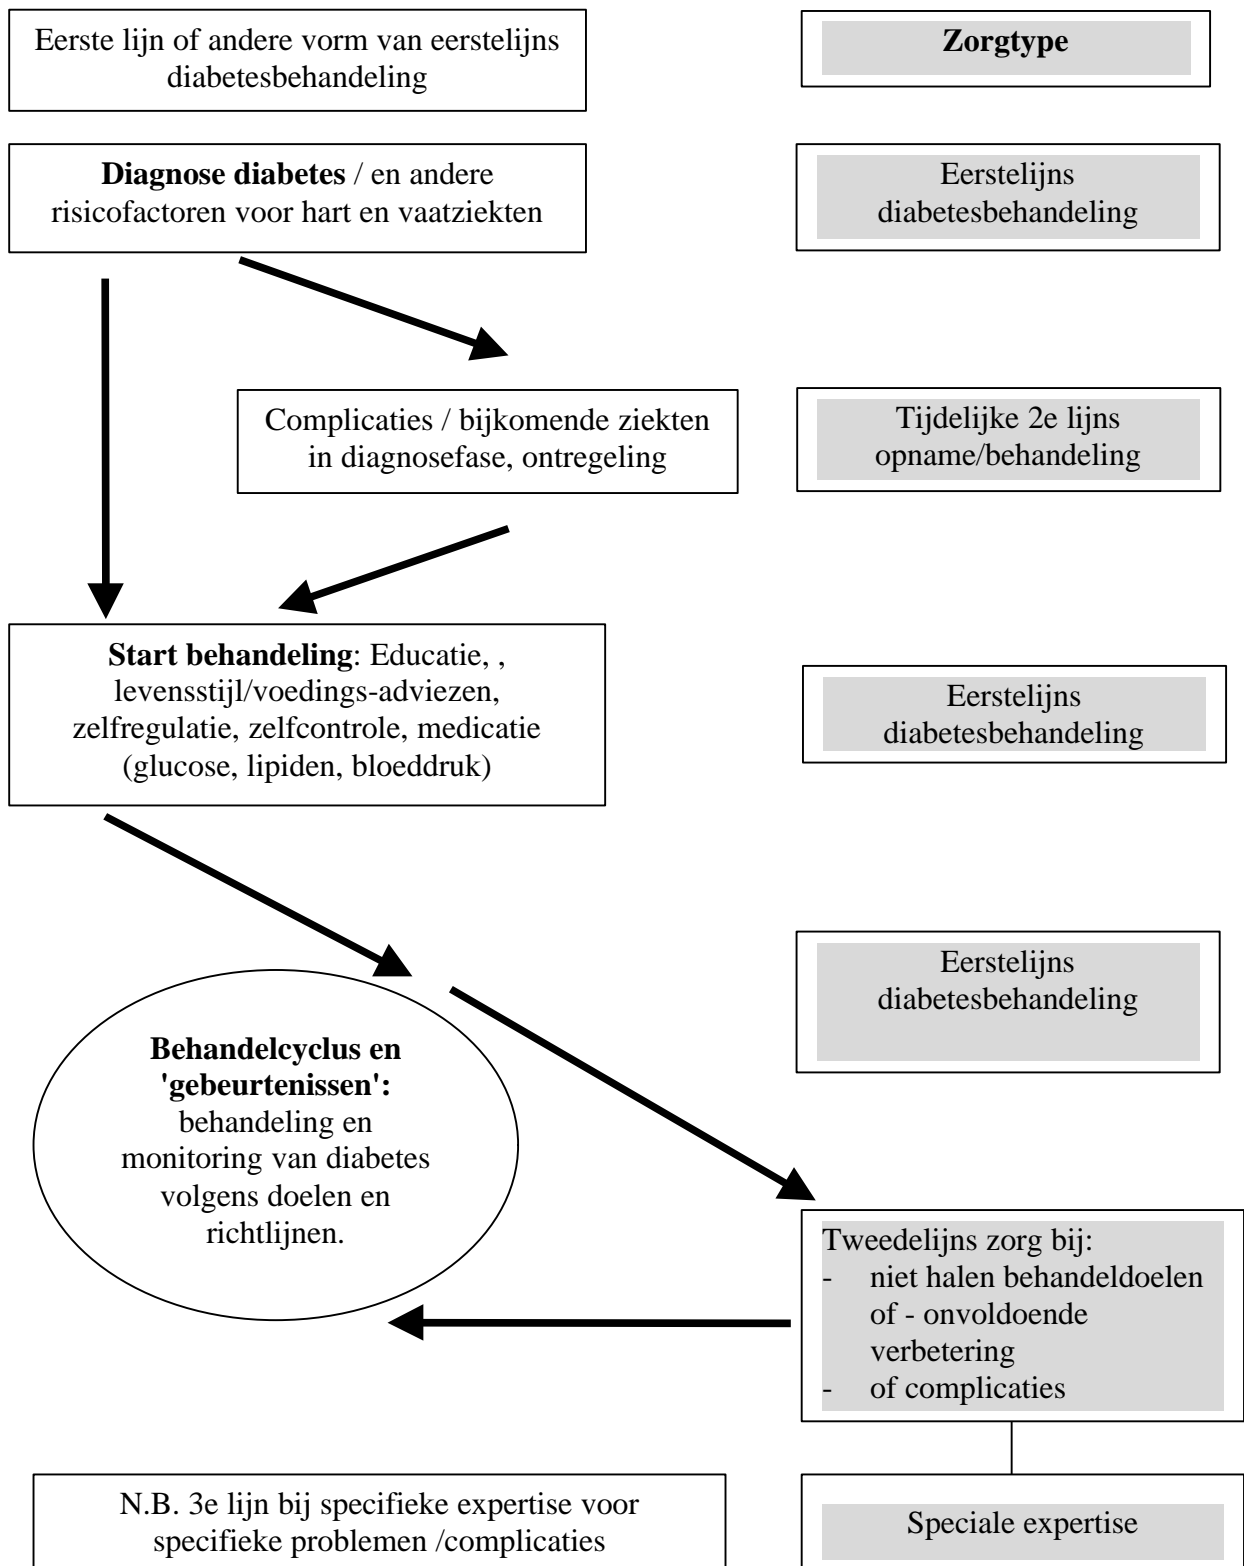 Eerste lijn of andere vorm van eerstelijns
diabetesbehandeling
Zorgtype
Diagnose diabetes / en andere
risicofactoren voor hart en vaatziekten
Eerstelijns
diabetesbehandeling
Complicaties / bijkomende ziekten
in diagnosefase, ontregeling
Tijdelijke 2e lijns
opname/behandeling
Start behandeling: Educatie, ,
levensstijl/voedings-adviezen,
zelfregulatie, zelfcontrole, medicatie
(glucose, lipiden, bloeddruk)
Eerstelijns
diabetesbehandeling
Eerstelijns
diabetesbehandeling
Behandelcyclus en
'gebeurtenissen':
behandeling en
monitoring van diabetes
volgens doelen en
richtlijnen.
Tweedelijns zorg bij:
- niet halen behandeldoelen
of - onvoldoende
verbetering
- of complicaties
N.B. 3e lijn bij specifieke expertise voor
specifieke problemen /complicaties
Speciale expertise